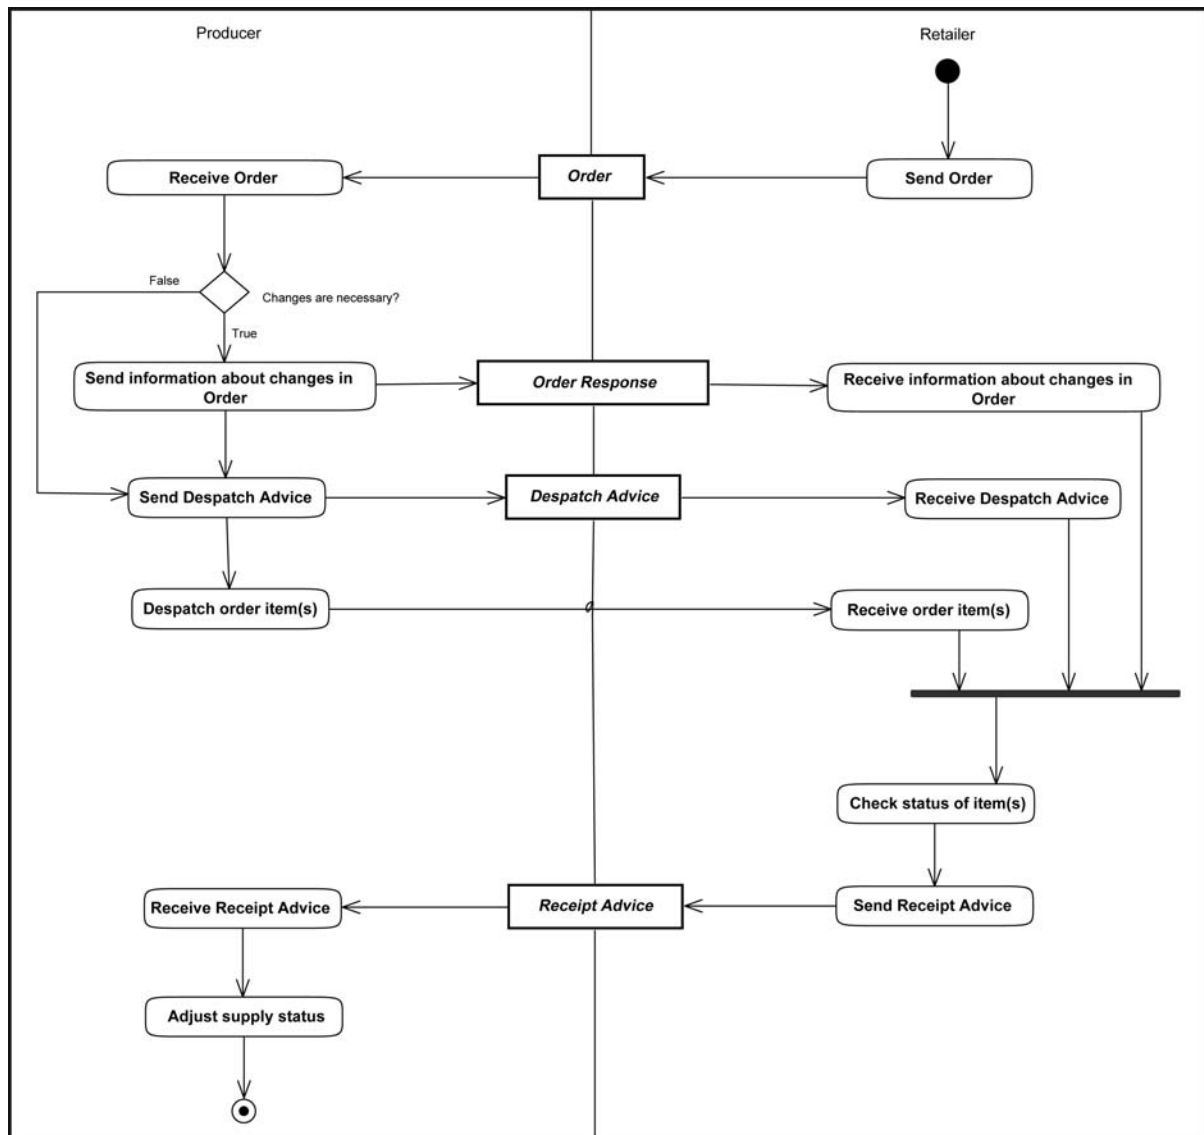 Producer
Retailer
Receive Order
Order
Send Order
False
Changes are necessary?
True
Send information about changes in
Order
Order Response
Receive information about changes in
Order
Send Despatch Advice
Despatch Advice
Receive Despatch Advice
Despatch order item(s)
Receive order item(s)
Check status of item(s)
Receive Receipt Advice
Receipt Advice
Send Receipt Advice
Adjust supply status